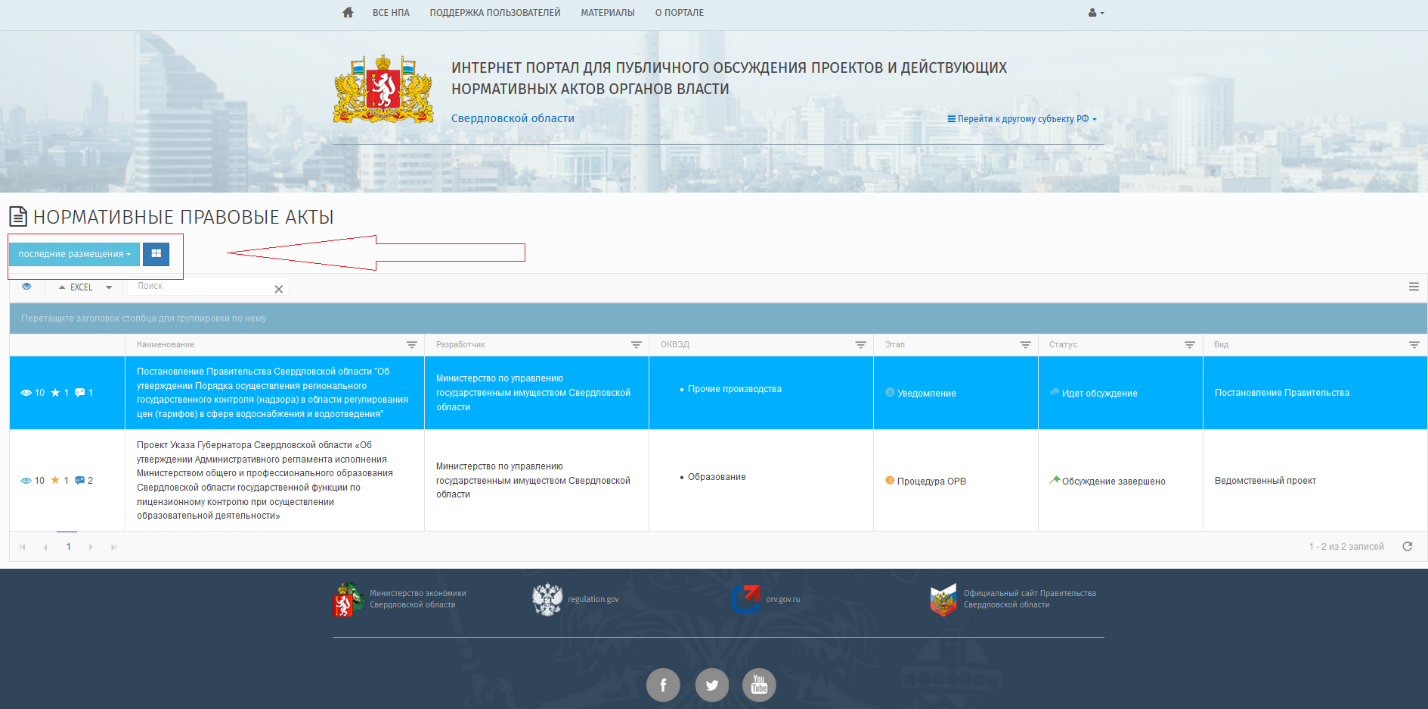 ВСЕ НПА ПОДДЕРЖКА ПОЛЬЗОВАТЕЛЕЙ МАТЕРИАЛЫ О ПОРТАЛЕ
ИНТЕРНЕТ ПОРТАЛ ДЛЯ ПУБЛИЧНОГО ОБСУЖДЕНИЯ ПРОЕКТОВ И ДЕЙСТВУЮЩИХ
НОРМАТИВНЫХ АКТОВ ОРГАНОВ ВЛАСТИ
Свердловской области
Перейти к другому субъекту РФ
НОРМАТИВНЫЕ ПРАВОВЫЕ АКТЫ
последние размещения
EXCEL
Поиск
Перетащите заголовок столбца для группировки по нему
Наименование
Разработчик
ОКВЭД
Этап
Статус
Вид
10 1 1
Постановление Правительства Свердловской области "Об
утверждении Порядка осуществления регионального
государственного контроля (надзора) в области регулирования
цен (тарифов) в сфере водоснабжения и водоотведения"
Министерство по управлению
государственным имуществом Свердловской
области
• Прочие производства
Уведомление
Идет обсуждение
Постановление Правительства
10 1 2
Проект Указа Губернатора Свердловской области «Об
утверждении Административного регламента исполнения
Министерством общего и профессионального образования
Свердловской области государственной функции по
лицензионному контролю при осуществлении
образовательной деятельности»
Министерство по управлению
государственным имуществом Свердловской
области
• Образование
Процедура ОРВ
Обсуждение завершено
Ведомственный проект
1
1 - 2 из 2 записей
Министерство экономики
Свердловской области
regulation.gov
orv.gov.ru
Официальный сайт Правительства
Свердловской области
You
Tube